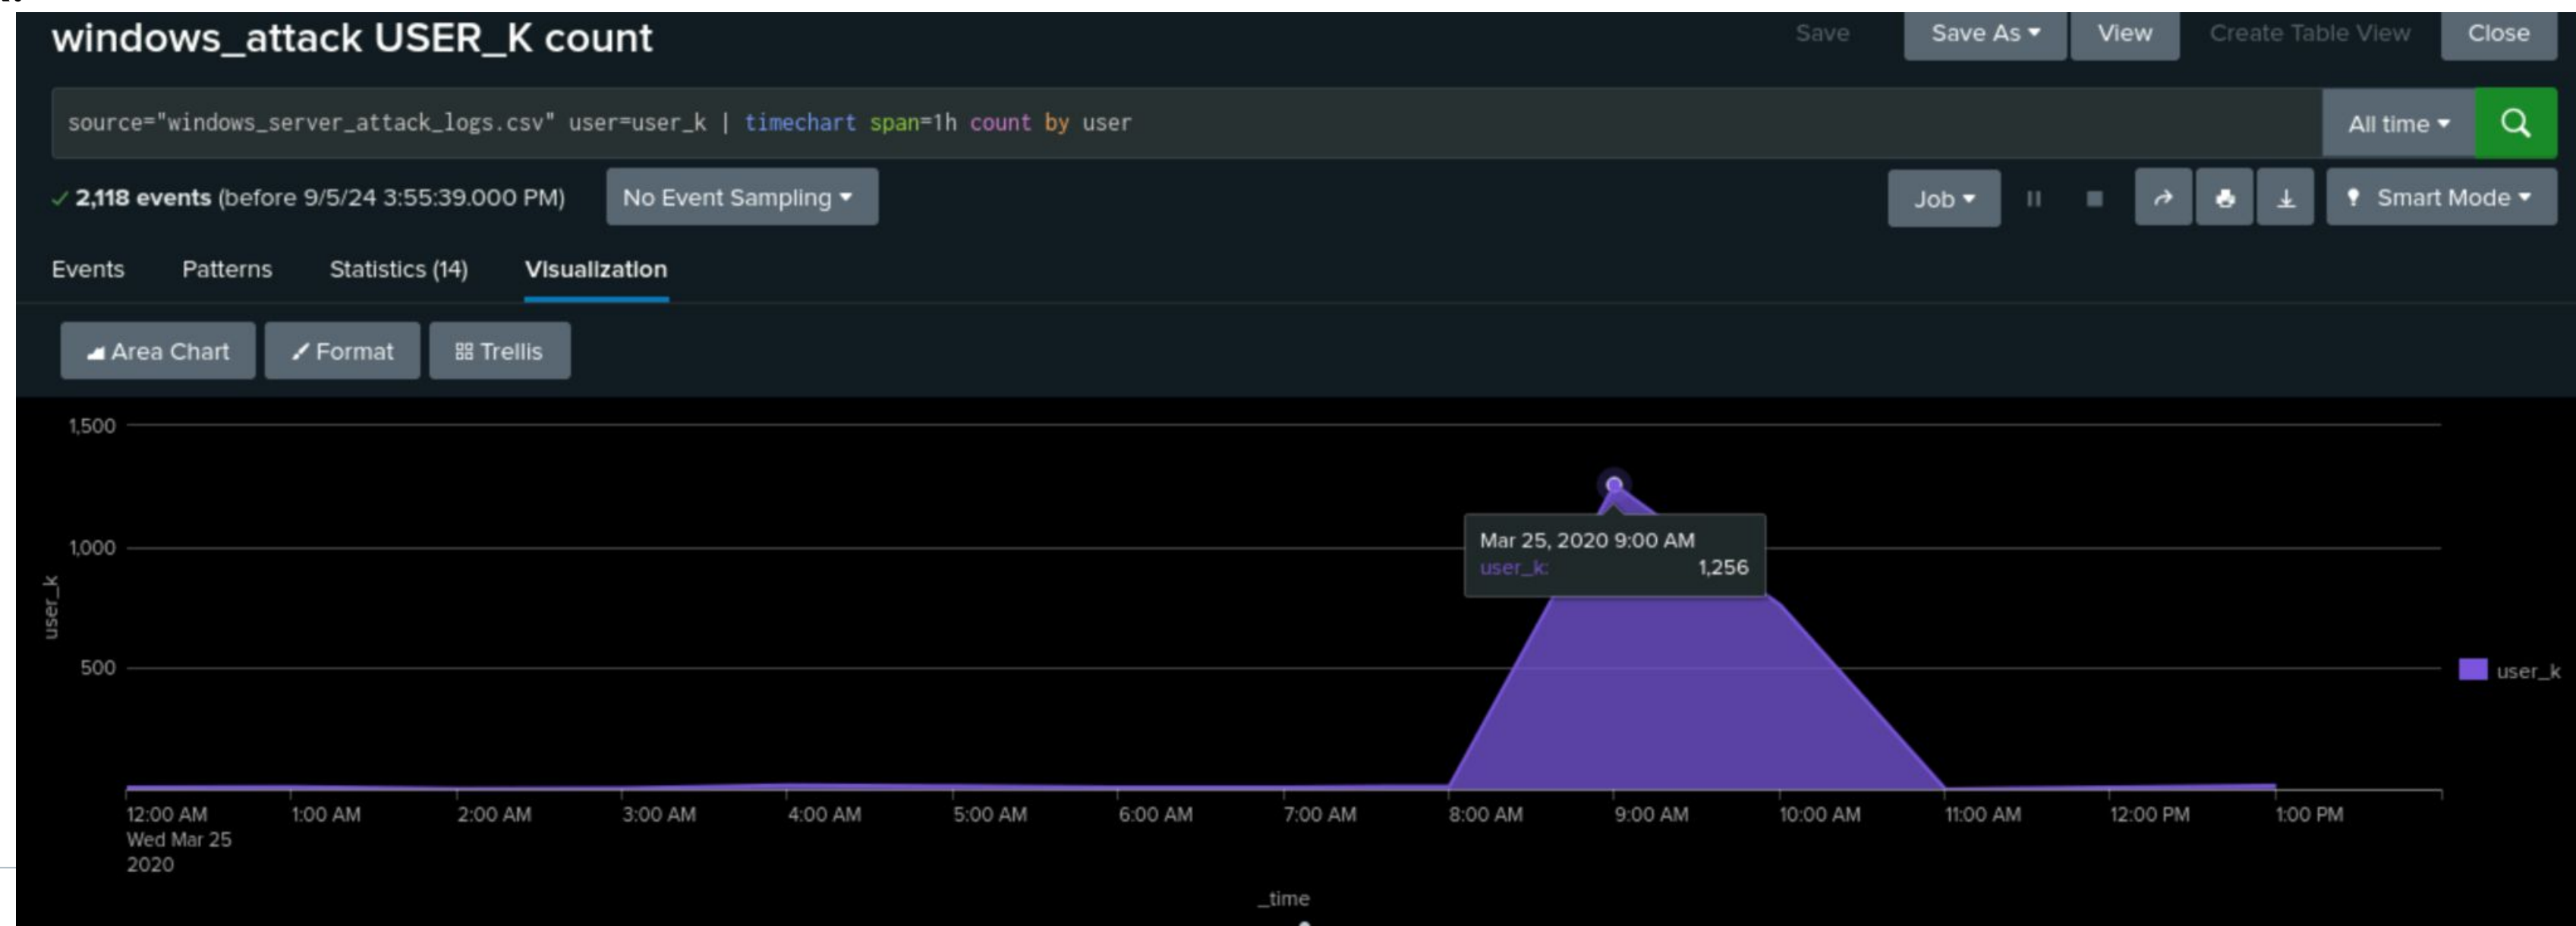 windows_attack USER_K count
Save
Save As
View
Create Table View
Close
source="windows_server_attack_logs.csv" user=user_k | timechart span=1h count by user
All time
2,118 events (before 9/5/24 3:55:39.000 PM)
No Event Sampling
Job
Smart Mode
Events
Patterns
Statistics (14)
Visualization
Area Chart
Format
Trellis
1,500
1,000
500
user_k
Mar 25, 2020 9:00 AM
user_k: 1,256
user_k
12:00 AM
Wed Mar 25
2020
1:00 AM
2:00 AM
3:00 AM
4:00 AM
5:00 AM
6:00 AM
7:00 AM
8:00 AM
9:00 AM
10:00 AM
11:00 AM
12:00 PM
1:00 PM
_time